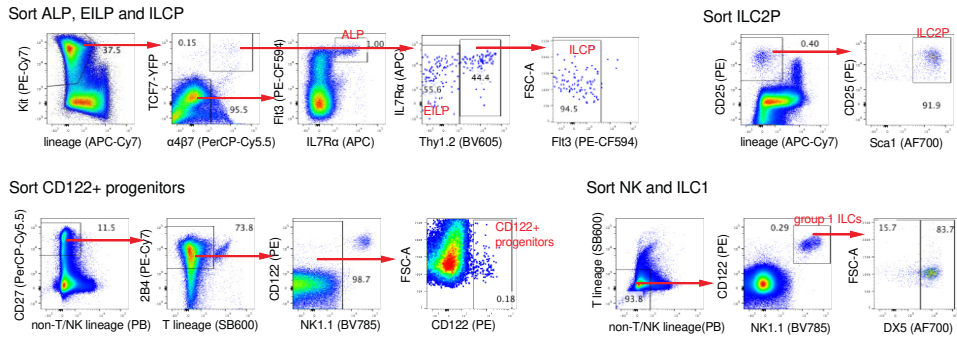 Sort ALP, EILP and ILCP
Kit (PE-Cy7)
37.5
lineage (APC-Cy7)
TCF7-YFP
0.15
95.5
α4β7 (PerCP-Cy5.5)
Flt3 (PE-CF594)
ALP
1.00
IL7Rα (APC)
IL7Rα (APC)
55.6
44.4
EILP
Thy1.2 (BV605)
FSC-A
ILCP
94.5
Flt3 (PE-CF594)
Sort ILC2P
CD25 (PE)
0.40
lineage (APC-Cy7)
CD25 (PE)
ILC2P
91.9
Sca1 (AF700)
Sort CD122+ progenitors
CD27 (PerCP-Cy5.5)
11.5
non-T/NK lineage (PB)
2B4 (PE-Cy7)
73.8
T lineage (SB600)
CD122 (PE)
98.7
NK1.1 (BV785)
FSC-A
CD122+
progenitors
0.18
CD122 (PE)
Sort NK and ILC1
T lineage (SB600)
93.8
non-T/NK lineage(PB)
CD122 (PE)
0.29
group 1 ILCs
NK1.1 (BV785)
FSC-A
15.7
83.7
DX5 (AF700)